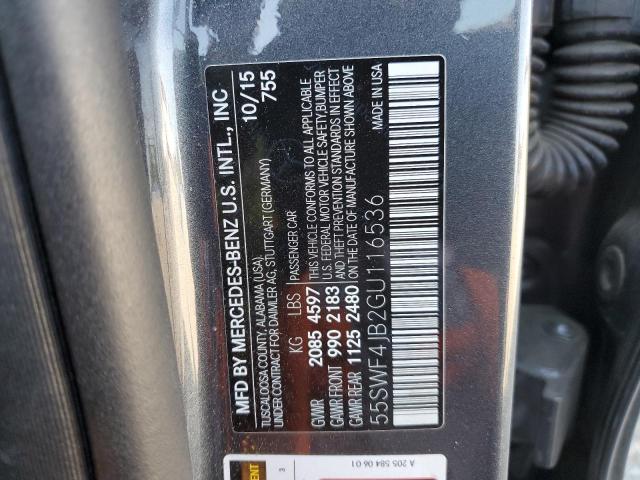 MFD BY MERCEDES-BENZ U.S. INTL., INC. 10/15
TUSCALOOSA COUNTY, ALABAMA (USA) 755
UNDER CONTRACT FOR DAIMLER AG, STUTTGART (GERMANY)
KG LBS PASSENGER CAR
GVWR 2085 4597 THIS VEHICLE CONFORMS TO ALL APPLICABLE
GAWR FRONT 990 2183 U.S. FEDERAL MOTOR VEHICLE SAFETY, BUMPER
GAWR REAR 1125 2480 AND THEFT PREVENTION STANDARDS IN EFFECT
ON THE DATE OF MANUFACTURE SHOWN ABOVE
55SWF4JB2GU116536 MADE IN USA
3
A 205 584 06 01